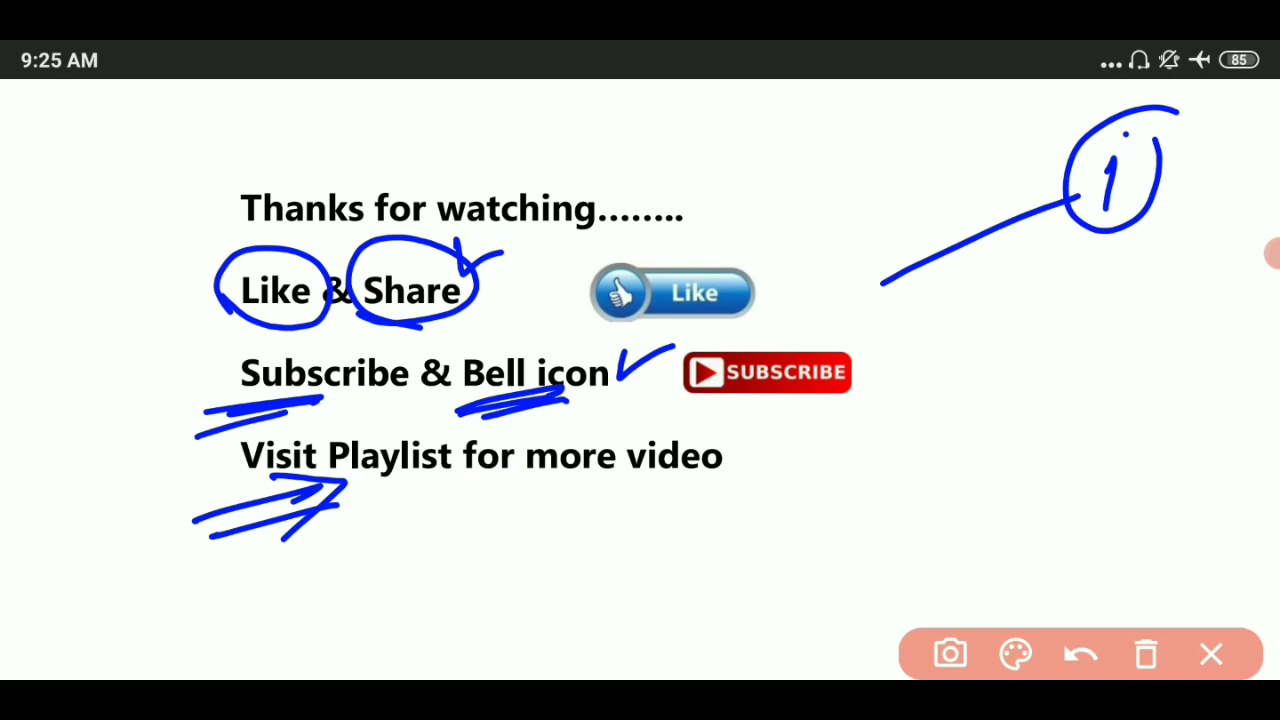 9:25 AM
85
i
Thanks for watching........
Like & Share
Like
Subscribe & Bell icon
SUBSCRIBE
Visit Playlist for more video